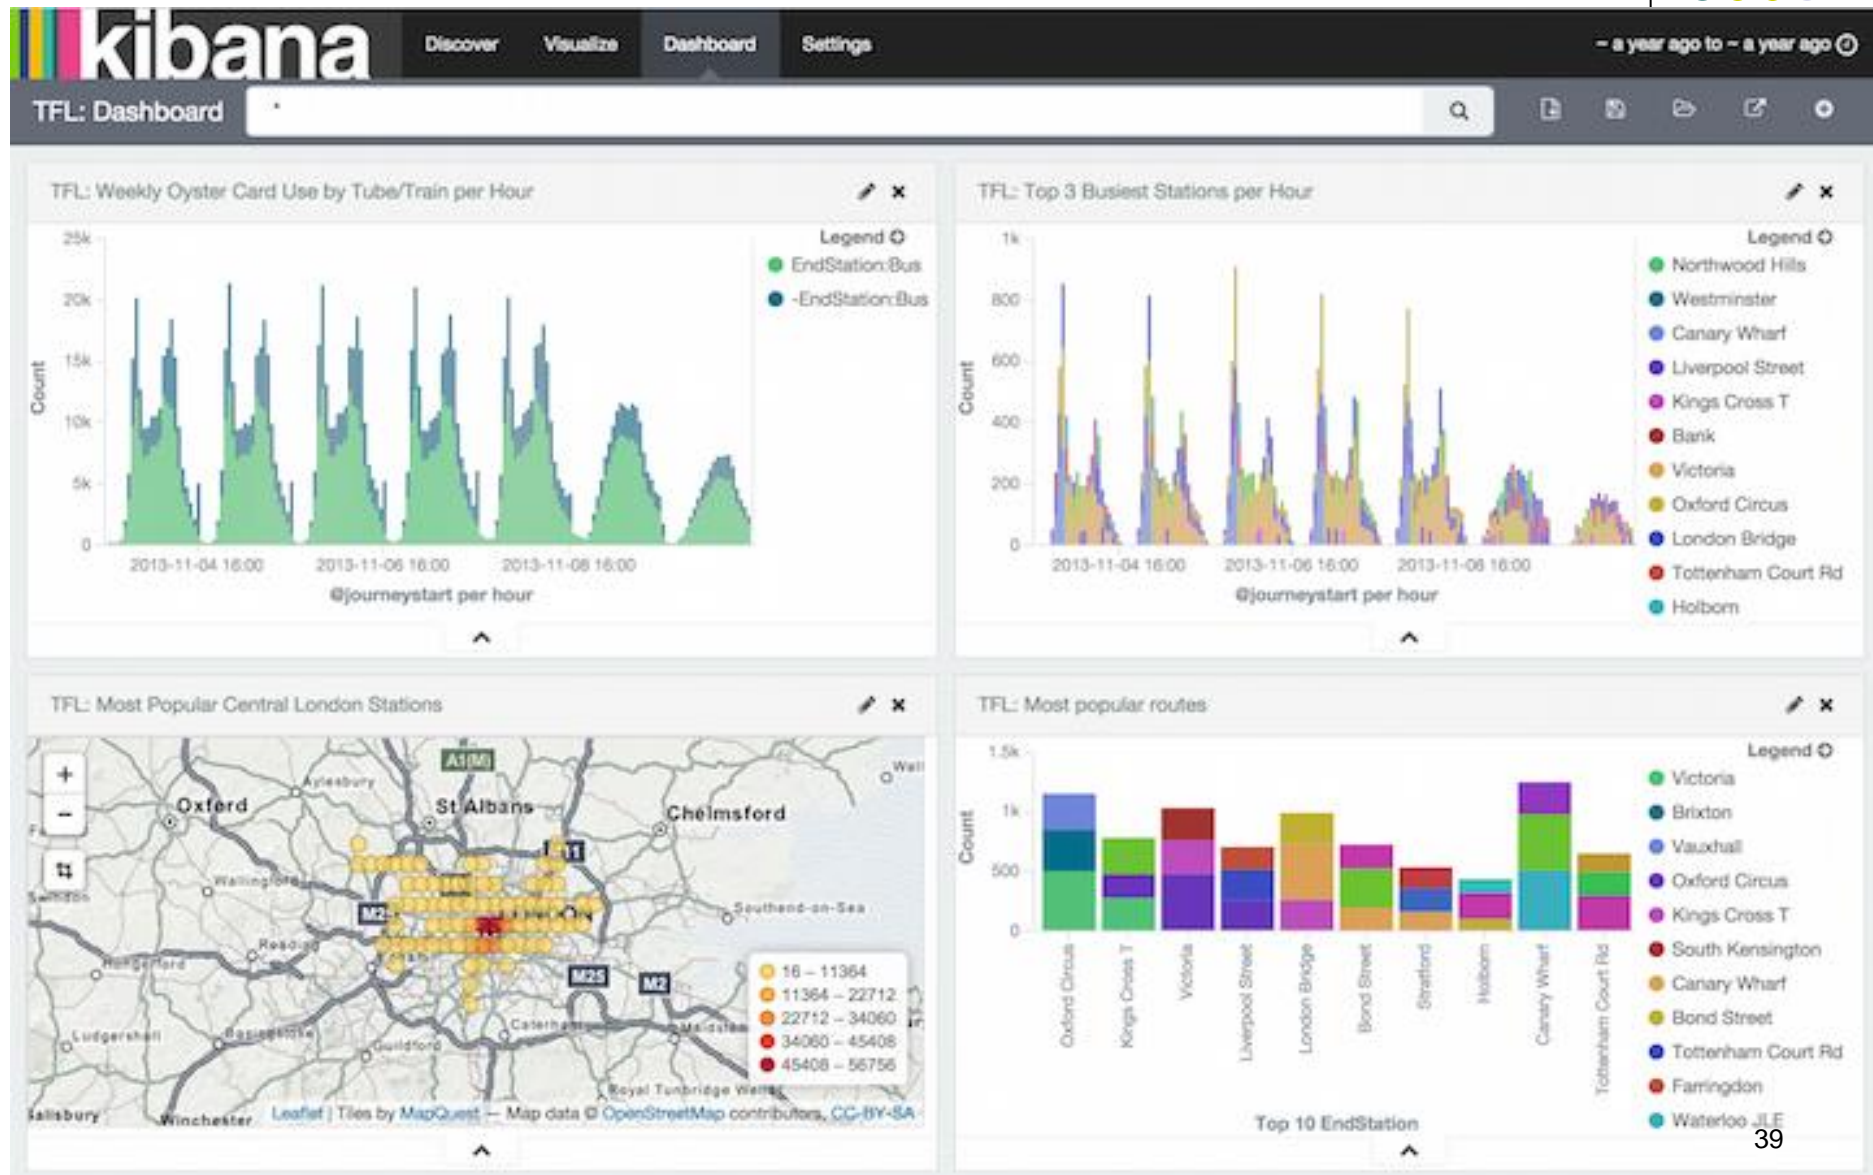 kibana
Discover
Visualize
Dashboard
Settings
~ a year ago to ~ a year ago
TFL: Dashboard
*
TFL: Weekly Oyster Card Use by Tube/Train per Hour
25k
20k
15k
10k
5k
0
Count
2013-11-04 16:00
2013-11-06 16:00
2013-11-08 16:00
@journeystart per hour
Legend
EndStation:Bus
-EndStation:Bus
TFL: Top 3 Busiest Stations per Hour
1k
800
600
400
200
0
Count
2013-11-04 16:00
2013-11-06 16:00
2013-11-08 16:00
@journeystart per hour
Legend
Northwood Hills
Westminster
Canary Wharf
Liverpool Street
Kings Cross T
Bank
Victoria
Oxford Circus
London Bridge
Tottenham Court Rd
Holborn
TFL: Most Popular Central London Stations
+
−
A1(M)
Aylesbury
Oxford
St Albans
Chelmsford
Wallingford
Swindon
M2
Southend-on-Sea
Reading
Hungerford
M25
M2
Ludgershall
Basingstoke
Guildford
Caterham
Royal Tunbridge Wells
Salisbury
Winchester
16 – 11364
11364 – 22712
22712 – 34060
34060 – 45408
45408 – 56756
Leaflet | Tiles by MapQuest — Map data © OpenStreetMap contributors, CC-BY-SA
TFL: Most popular routes
1.5k
1k
500
0
Count
Oxford Circus
Kings Cross T
Victoria
Liverpool Street
London Bridge
Bond Street
Stratford
Holborn
Canary Wharf
Tottenham Court Rd
Top 10 EndStation
Legend
Victoria
Brixton
Vauxhall
Oxford Circus
Kings Cross T
South Kensington
Canary Wharf
Bond Street
Tottenham Court Rd
Farringdon
Waterloo JLE
39